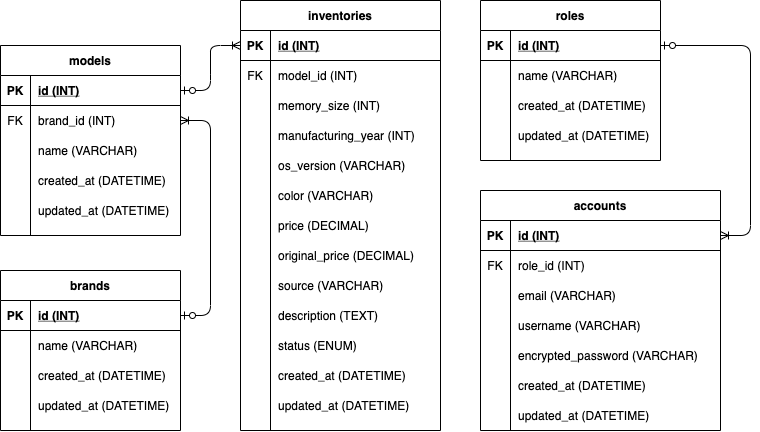 models
PK id (INT)
FK brand_id (INT)
name (VARCHAR)
created_at (DATETIME)
updated_at (DATETIME)
brands
PK id (INT)
name (VARCHAR)
created_at (DATETIME)
updated_at (DATETIME)
inventories
PK id (INT)
FK model_id (INT)
memory_size (INT)
manufacturing_year (INT)
os_version (VARCHAR)
color (VARCHAR)
price (DECIMAL)
original_price (DECIMAL)
source (VARCHAR)
description (TEXT)
status (ENUM)
created_at (DATETIME)
updated_at (DATETIME)
roles
PK id (INT)
name (VARCHAR)
created_at (DATETIME)
updated_at (DATETIME)
accounts
PK id (INT)
FK role_id (INT)
email (VARCHAR)
username (VARCHAR)
encrypted_password (VARCHAR)
created_at (DATETIME)
updated_at (DATETIME)